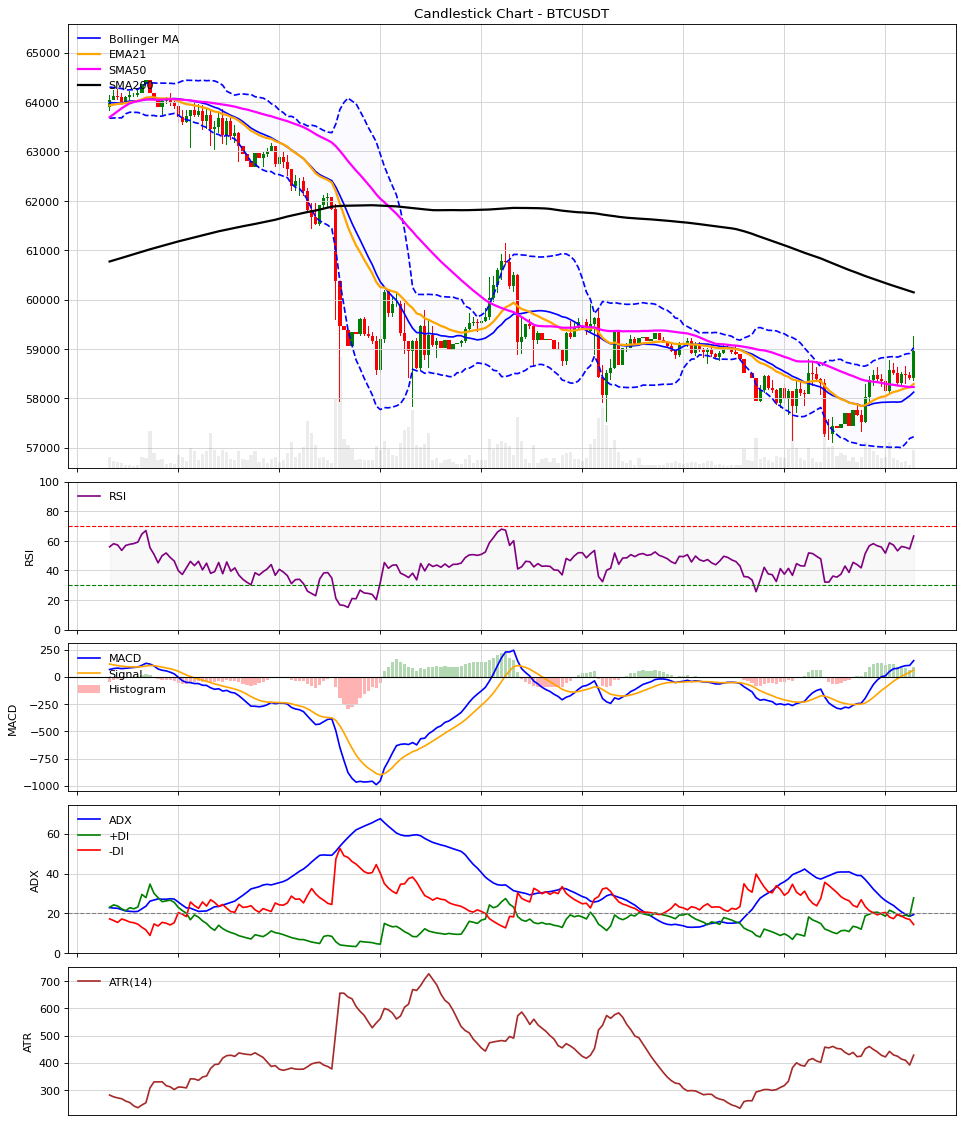 Candlestick Chart - BTCUSDT
Bollinger MA
EMA21
SMA50
SMA200
65000
64000
63000
62000
61000
60000
59000
58000
57000
RSI
100
80
60
40
20
0
RSI
MACD
Signal
Histogram
250
0
−250
−500
−750
−1000
MACD
ADX
+DI
-DI
60
40
20
0
ADX
ATR(14)
700
600
500
400
300
ATR